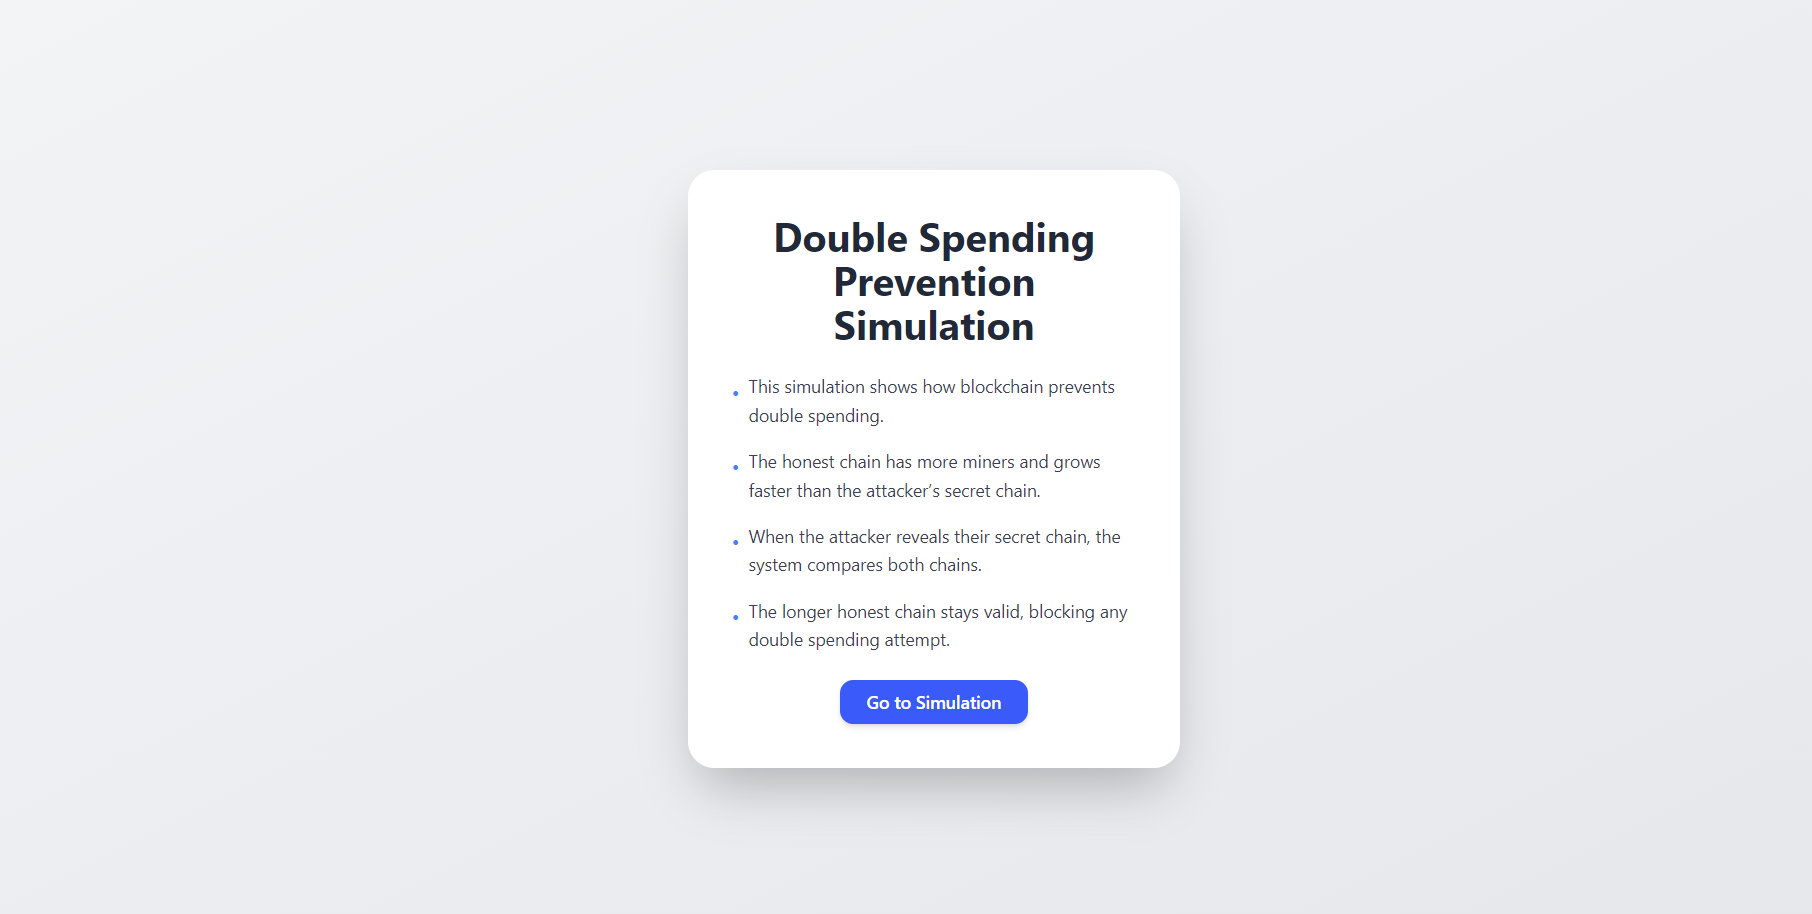 Double Spending
Prevention
Simulation
• This simulation shows how blockchain prevents
double spending.
• The honest chain has more miners and grows
faster than the attacker’s secret chain.
• When the attacker reveals their secret chain, the
system compares both chains.
• The longer honest chain stays valid, blocking any
double spending attempt.
Go to Simulation